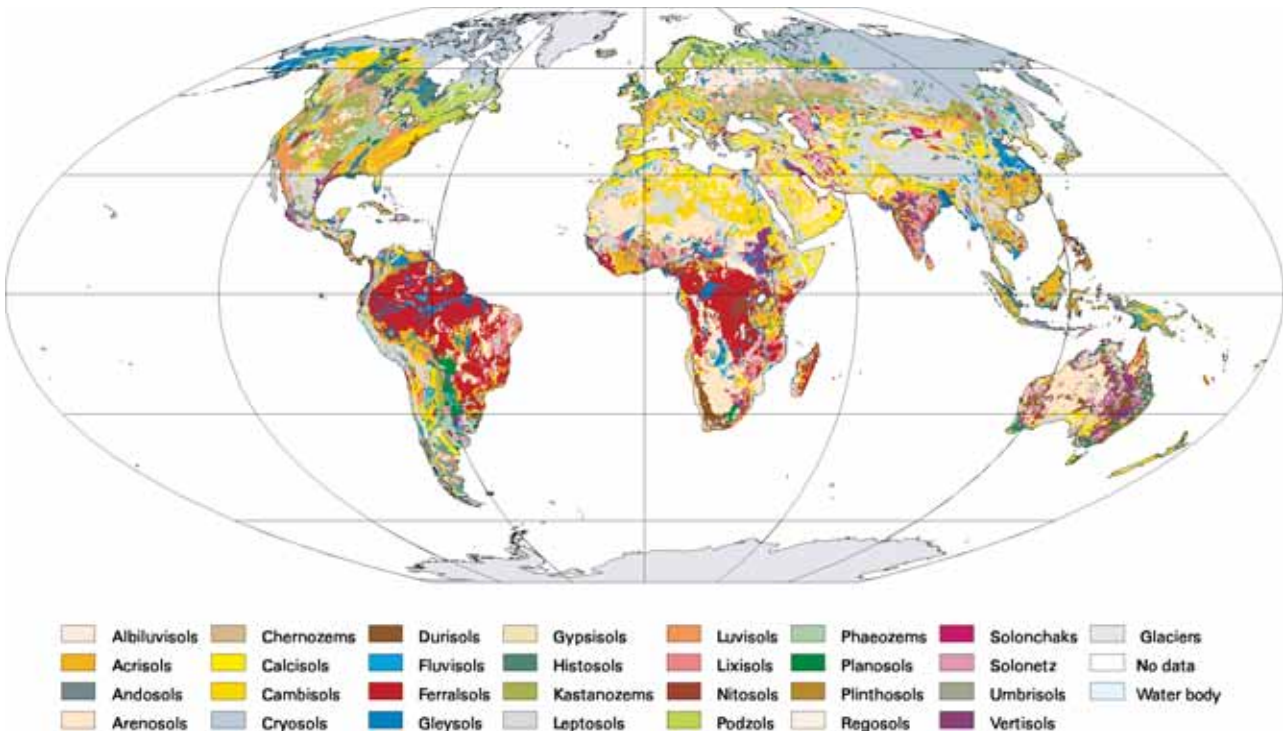 Albiluvisols Chernozems Durisols Gypsisols Luvisols Phaeozems Solonchaks Glaciers
Acrisols Calcisols Fluvisols Histosols Lixisols Planosols Solonetz No data
Andosols Cambisols Ferralsols Kastanozems Nitosols Plinthosols Umbrisols Water body
Arenosols Cryosols Gleysols Leptosols Podzols Regosols Vertisols